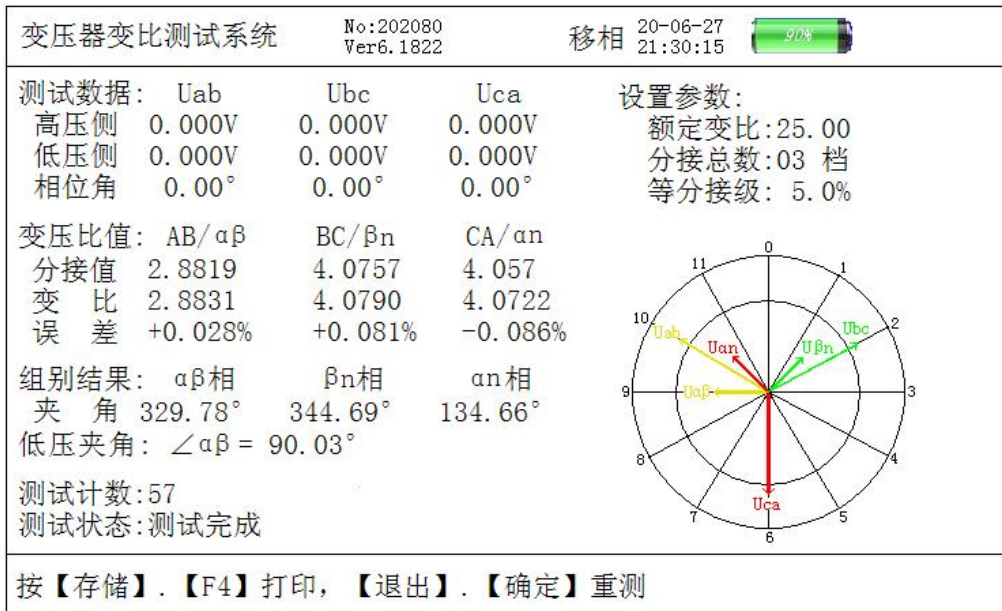 变压器变比测试系统 No:202080 移相 20-06-27 90%
Ver6.1822 21:30:15
测试数据: Uab Ubc Uca 设置参数:
高压侧 0.000V 0.000V 0.000V 额定变比:25.00
低压侧 0.000V 0.000V 0.000V 分接总数:03 档
相位角 0.00° 0.00° 0.00° 等分接级: 5.0%
变压比值: AB/αβ BC/βn CA/αn
分接值 2.8819 4.0757 4.057
变 比 2.8831 4.0790 4.0722
误 差 +0.028% +0.081% -0.086%
组别结果: αβ相 βn相 αn相
夹 角 329.78° 344.69° 134.66°
低压夹角: ∠αβ= 90.03°
测试计数:57
测试状态:测试完成
0
11 1
10 Uab Uαn Uβn Ubc 2
9 Uαβ 3
8 4
7 Uca 5
6
按【存储】.【F4】打印, 【退出】.【确定】重测